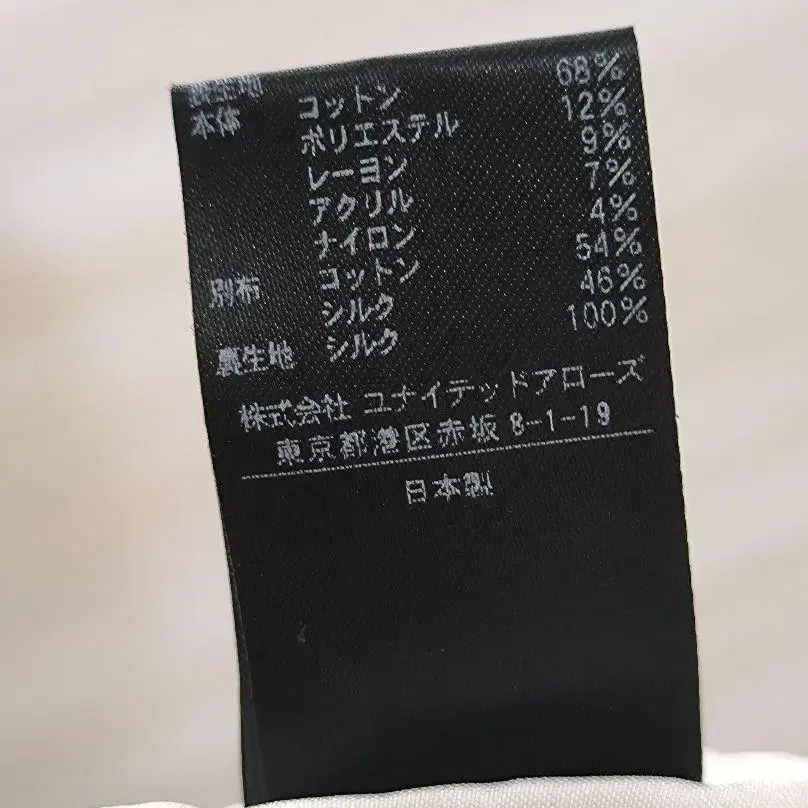 表生地
本体 コットン 68%
ポリエステル 12%
レーヨン 9%
アクリル 7%
ナイロン 4%
別布 コットン 54%
シルク 46%
裏生地 シルク 100%
株式会社 ユナイテッドアローズ
東京都港区赤坂 8-1-19
日本製